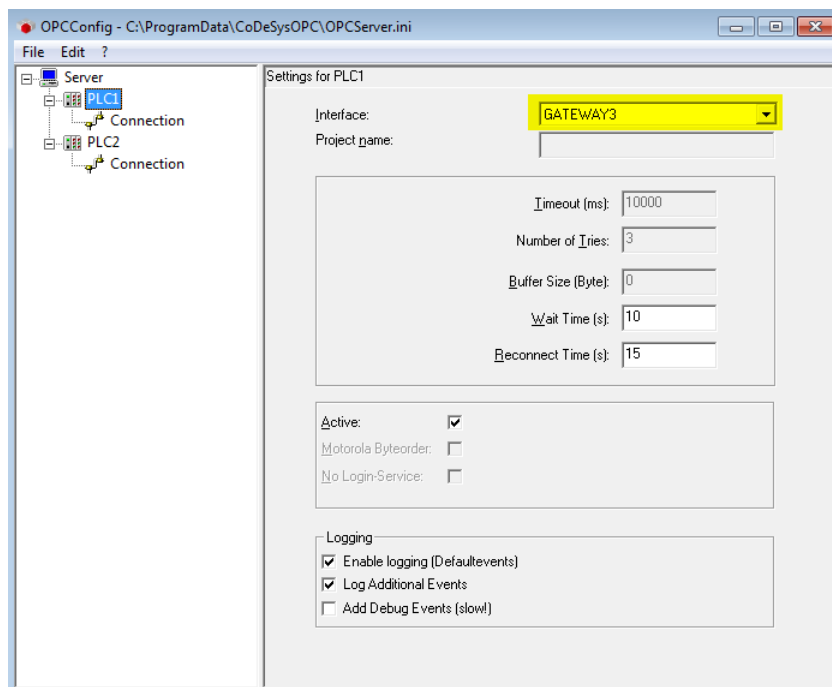 OPCConfig - C:\ProgramData\CoDeSysOPC\OPCServer.ini
File Edit ?
Server
PLC1
Connection
PLC2
Connection
Settings for PLC1
Interface: GATEWAY3
Project name:
Timeout (ms): 10000
Number of Tries: 3
Buffer Size (Byte): 0
Wait Time (s): 10
Reconnect Time (s): 15
Active:
Motorola Byteorder:
No Login-Service:
Logging
Enable logging (Defaultevents)
Log Additional Events
Add Debug Events (slow!)